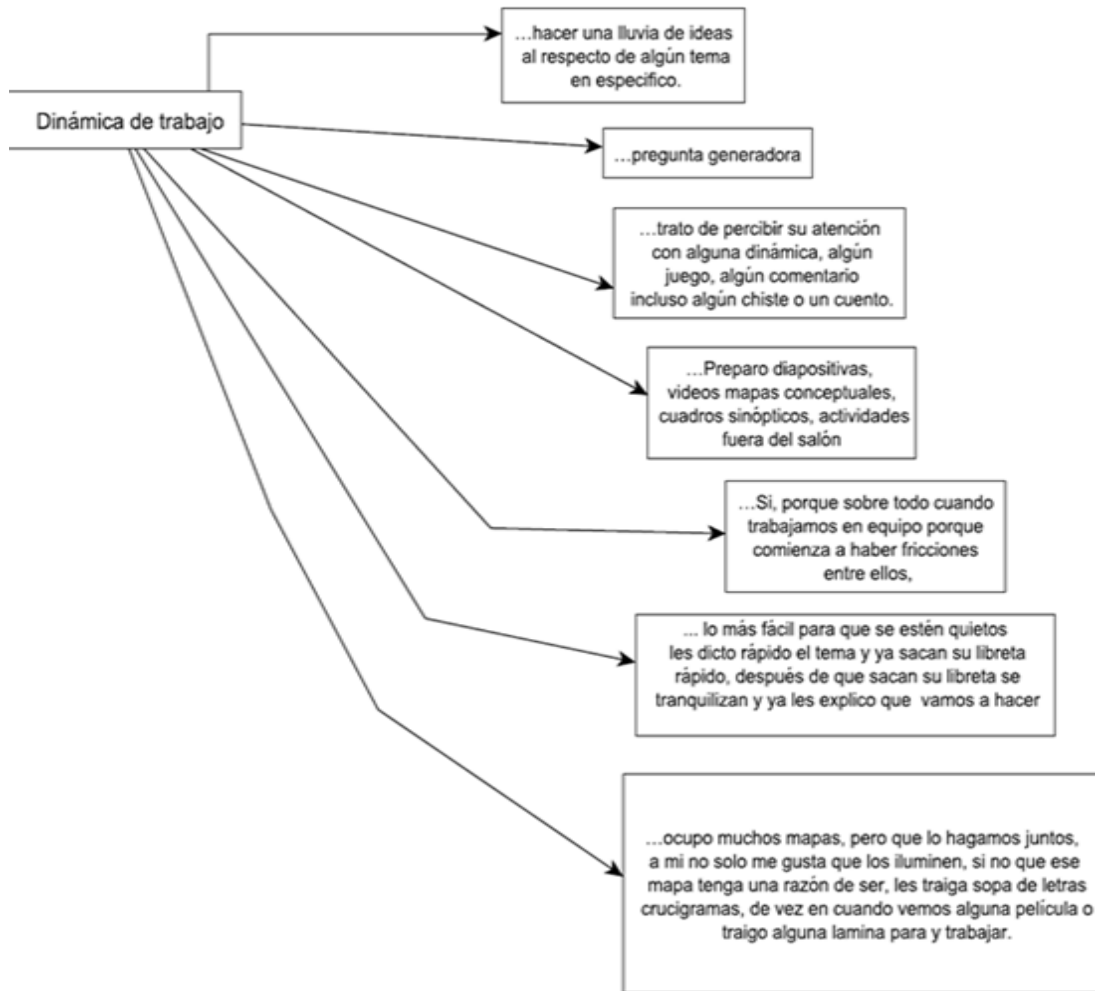 …hacer una lluvia de ideas
al respecto de algún tema
en especifico.
Dinámica de trabajo
…pregunta generadora
…trato de percibir su atención
con alguna dinámica, algún
juego, algún comentario
incluso algún chiste o un cuento.
…Preparo diapositivas,
videos mapas conceptuales,
cuadros sinópticos, actividades
fuera del salón
…Si, porque sobre todo cuando
trabajamos en equipo porque
comienza a haber fricciones
entre ellos,
... lo más fácil para que se estén quietos
les dicto rápido el tema y ya sacan su libreta
rápido, después de que sacan su libreta se
tranquilizan y ya les explico que vamos a hacer
…ocupo muchos mapas, pero que lo hagamos juntos,
a mi no solo me gusta que los iluminen, si no que ese
mapa tenga una razón de ser, les traiga sopa de letras
crucigramas, de vez en cuando vemos alguna película o
traigo alguna lamina para y trabajar.